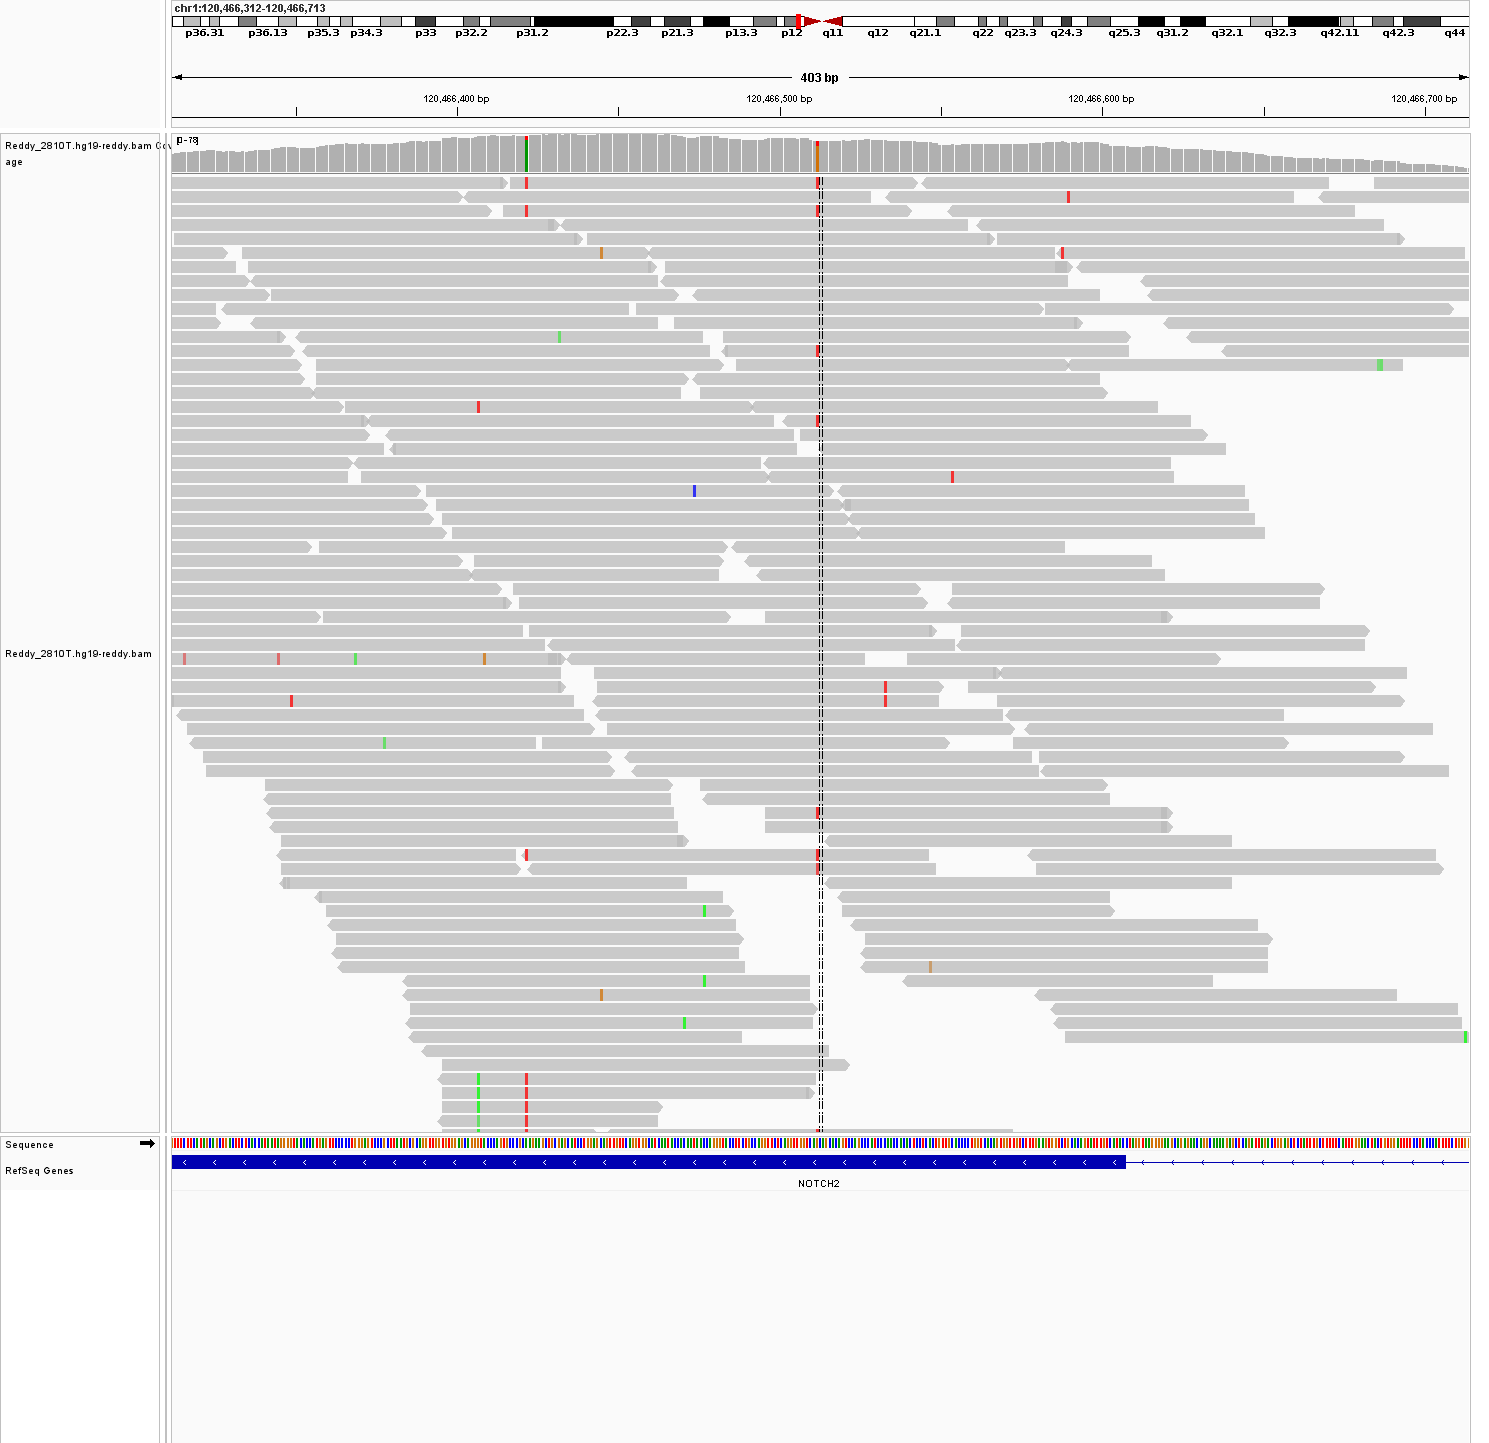 chr1:120,466,312-120,466,713
p36.31 p36.13 p35.3 p34.3 p33 p32.2 p31.2 p22.3 p21.3 p13.3 p12 q11 q12 q21.1 q22 q23.3 q24.3 q25.3 q31.2 q32.1 q32.3 q42.11 q42.3 q44
403 bp
120,466,400 bp 120,466,500 bp 120,466,600 bp 120,466,700 bp
Reddy_2810T.hg19-reddy.bam Cov
age
[0-78]
Reddy_2810T.hg19-reddy.bam
Sequence
RefSeq Genes
NOTCH2